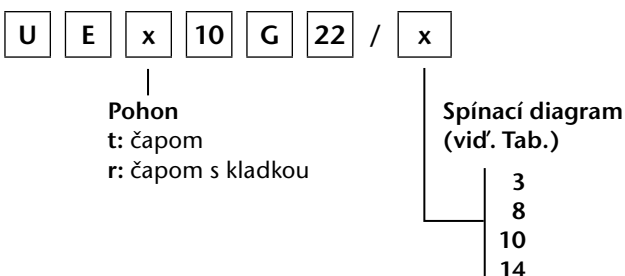 U E x 10 G 22 / x
Pohon
t: čapom
r: čapom s kladkou
Spínací diagram
(viď. Tab.)
3
8
10
14